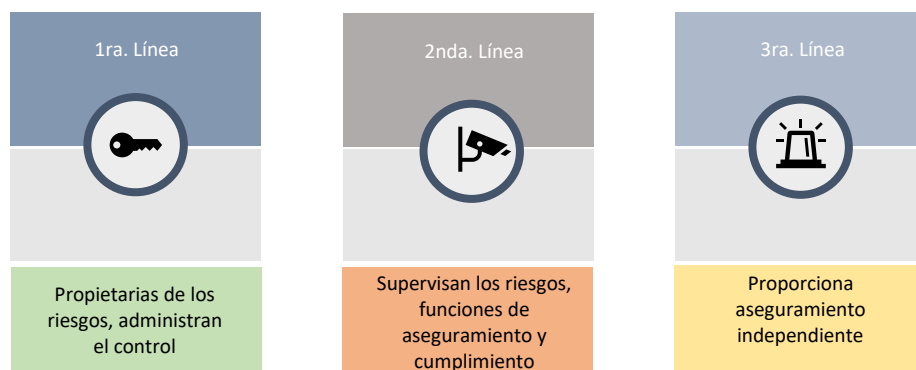 1ra. Línea
Propietarias de los
riesgos, administran
el control
2nda. Línea
Supervisan los riesgos,
funciones de
aseguramiento y
cumplimiento
3ra. Línea
Proporciona
aseguramiento
independiente